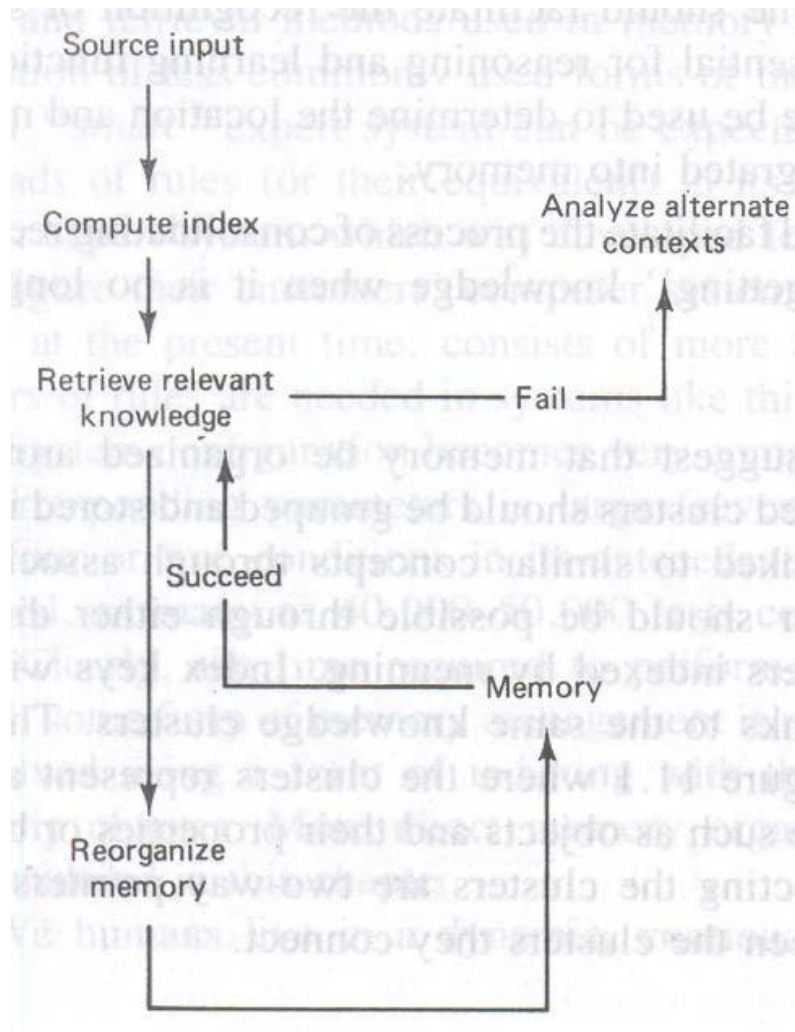 Source input
Compute index
Analyze alternate
contexts
Retrieve relevant
knowledge
Fail
Succeed
Memory
Reorganize
memory